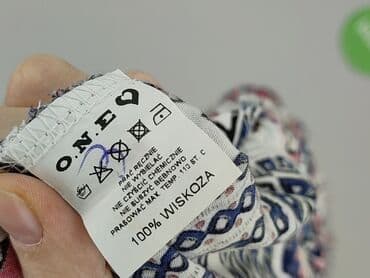 O.N.E
PRAĆ RĘCZNIE
NIE WYBIELAĆ
NIE CZYŚCIĆ CHEMICZNIE
NIE SUSZYĆ BĘBNOWO
PRASOWAĆ MAX. TEMP. 110 ST. C
100% WISKOZA